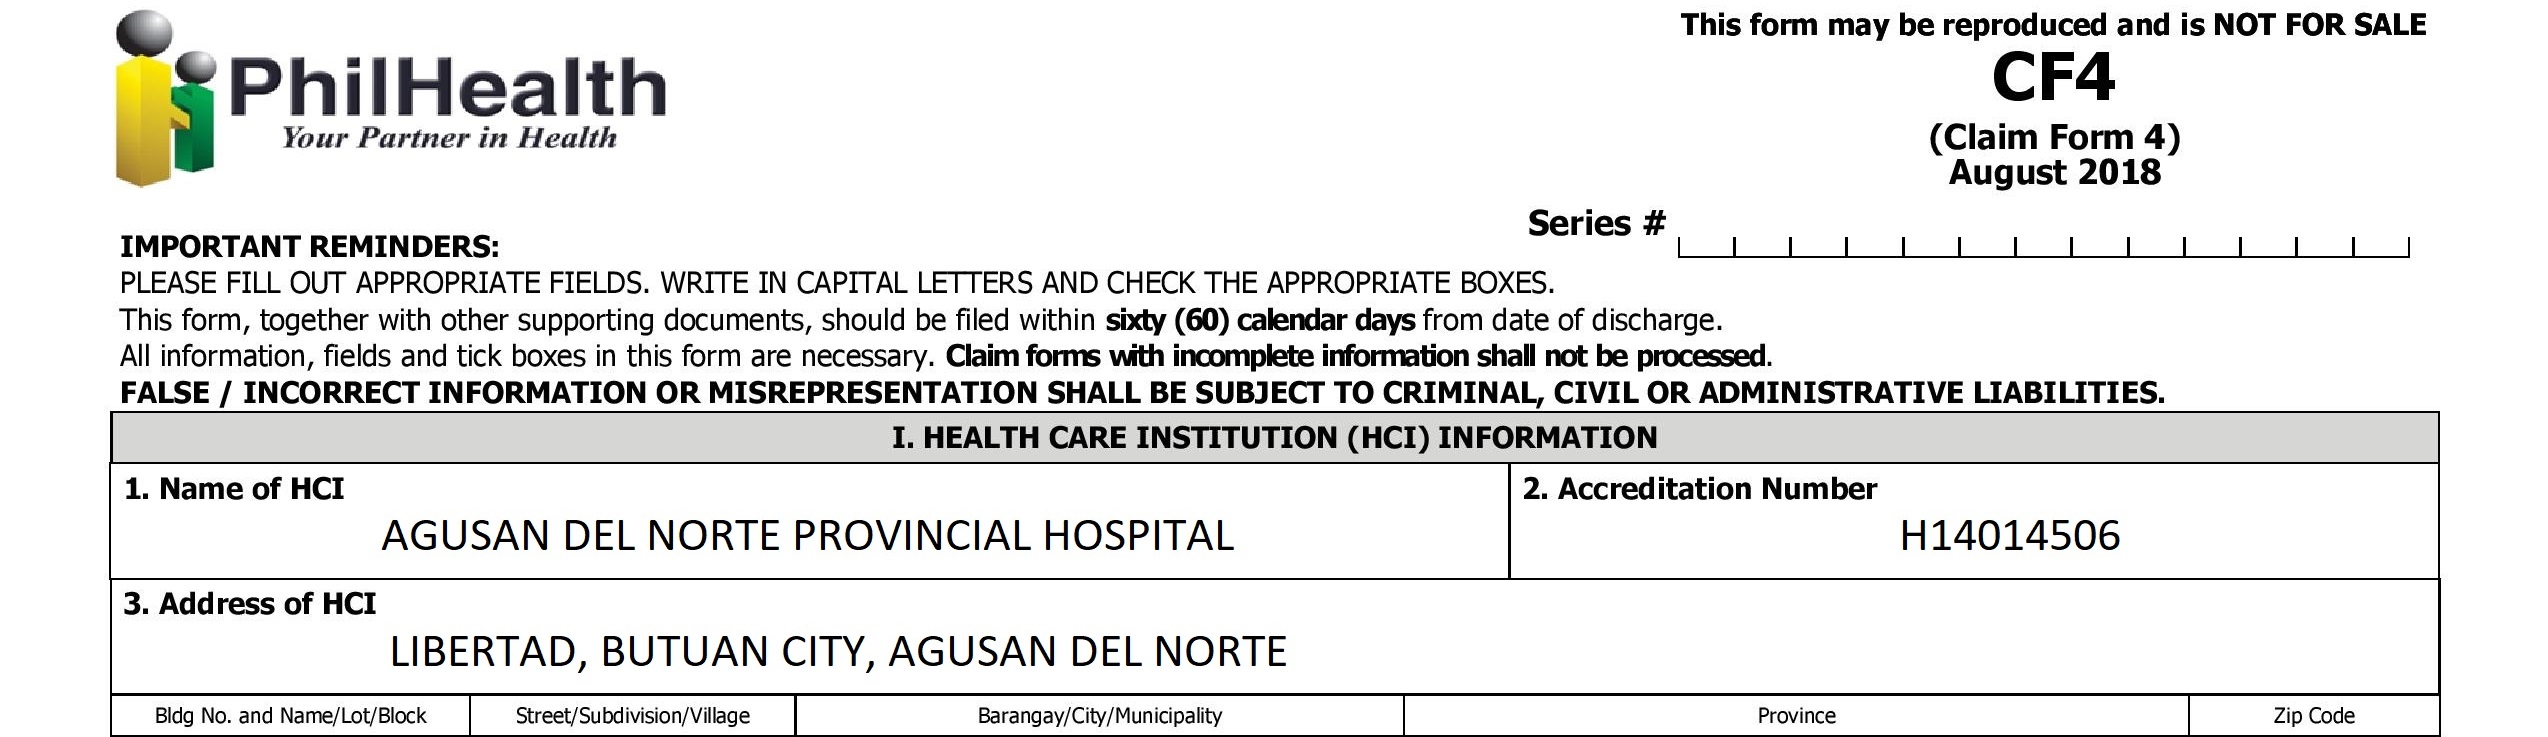 PhilHealth
Your Partner in Health
This form may be reproduced and is NOT FOR SALE
CF4
(Claim Form 4)
August 2018
Series #
IMPORTANT REMINDERS:
PLEASE FILL OUT APPROPRIATE FIELDS. WRITE IN CAPITAL LETTERS AND CHECK THE APPROPRIATE BOXES.
This form, together with other supporting documents, should be filed within sixty (60) calendar days from date of discharge.
All information, fields and tick boxes in this form are necessary. Claim forms with incomplete information shall not be processed.
FALSE / INCORRECT INFORMATION OR MISREPRESENTATION SHALL BE SUBJECT TO CRIMINAL, CIVIL OR ADMINISTRATIVE LIABILITIES.
I. HEALTH CARE INSTITUTION (HCI) INFORMATION
1. Name of HCI
AGUSAN DEL NORTE PROVINCIAL HOSPITAL
2. Accreditation Number
H14014506
3. Address of HCI
LIBERTAD, BUTUAN CITY, AGUSAN DEL NORTE
Bldg No. and Name/Lot/Block
Street/Subdivision/Village
Barangay/City/Municipality
Province
Zip Code